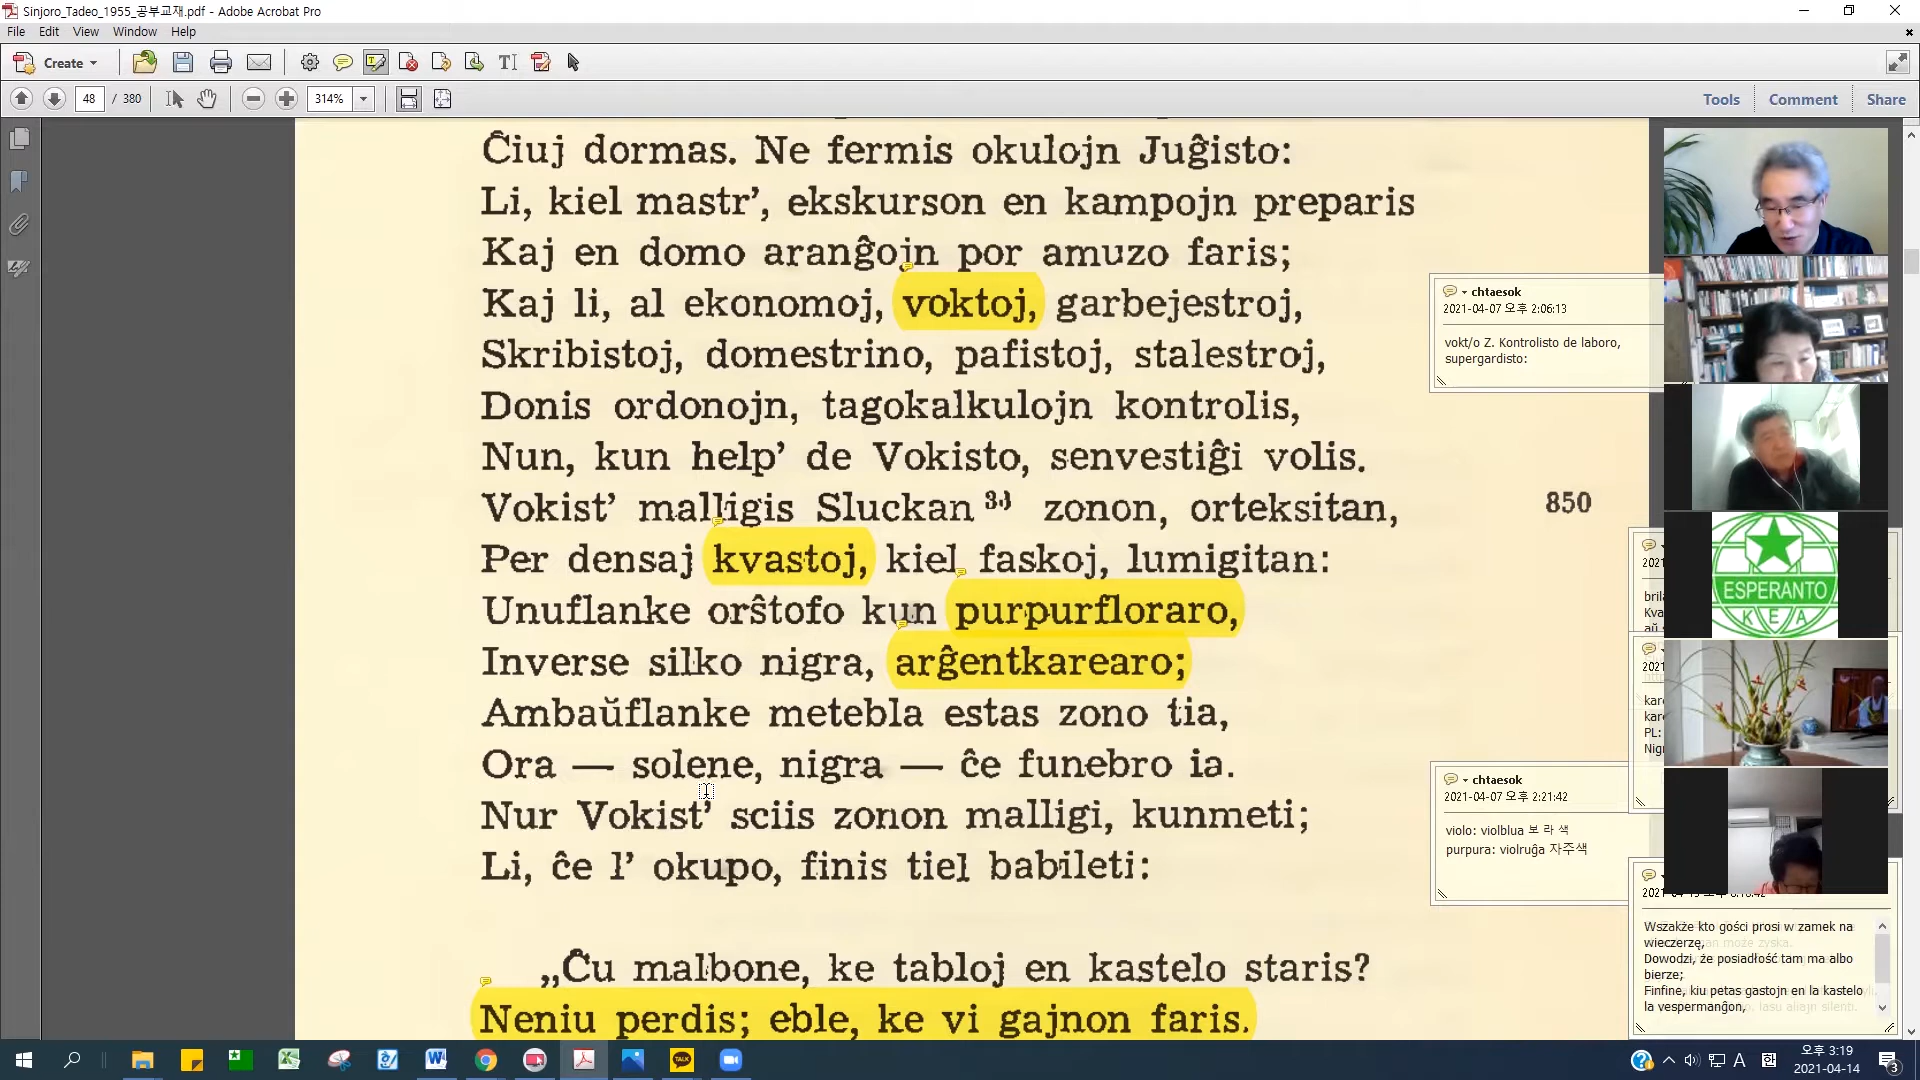 Sinjoro_Tadeo_1955_공부교재.pdf - Adobe Acrobat Pro
File Edit View Window Help
Create
48 / 380 314% Tools Comment Share
Ĉiuj dormas. Ne fermis okulojn Juĝisto:
Li, kiel mastr’, ekskurson en kampojn preparis
Kaj en domo aranĝojn por amuzo faris;
Kaj li, al ekonomoj, voktoj, garbejestroj,
Skribistoj, domestrino, pafistoj, stalestroj,
Donis ordonojn, tagokalkulojn kontrolis,
Nun, kun help’ de Vokisto, senvestiĝi volis.
Vokist’ malligis Sluckan zonon, orteksitan, 850
Per densaj kvastoj, kiel faskoj, lumigitan:
Unuflanke orŝtofo kun purpurfloraro,
Inverse silko nigra, arĝentkarearo;
Ambaŭflanke metebla estas zono tia,
Ora — solene, nigra — ĉe funebro ia.
Nur Vokist’ sciis zonon malligi, kunmeti;
Li, ĉe l’ okupo, finis tiel babileti:
„Ĉu malbone, ke tabloj en kastelo staris?
Neniu perdis; eble, ke vi gajnon faris.
chtaesok
2021-04-07 오후 2:06:13
vokt/o Z. Kontrolisto de laboro,
supergardisto:
ESPERANTO
K E A
chtaesok
2021-04-07 오후 2:21:42
violo: violblua 보 라 색
purpura: violruĝa 자주색
Wszakże kto gości prosi w zamek na
wieczerzę,
Dowodzi, że posiadłość tam ma albo
bierze;
Finfine, kiu petas gastojn en la kastelo
la vespermanĝon,
TALK
A 한
오후 3:19
2021-04-14
3